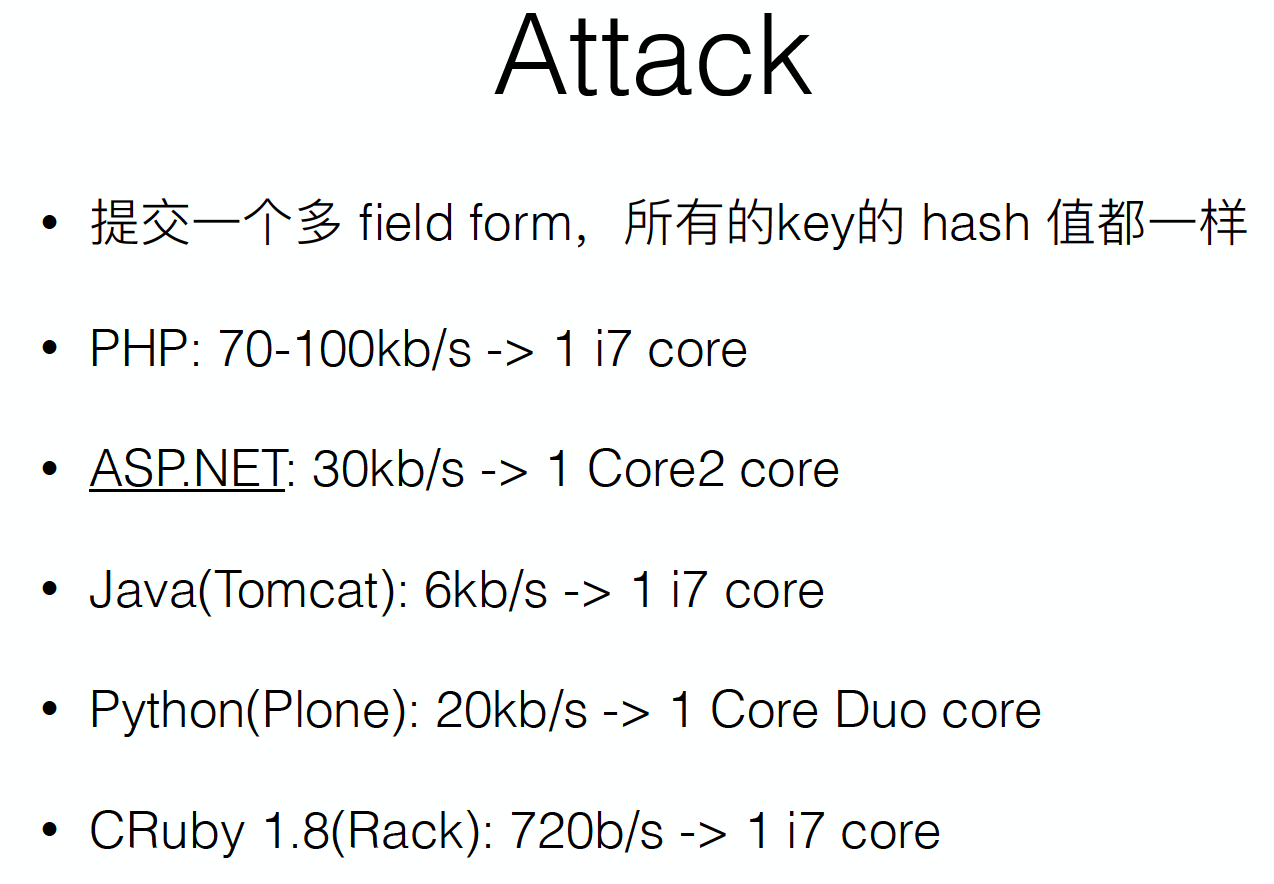 Attack
• 提交一个多 field form，所有的key的 hash 值都一样
• PHP: 70-100kb/s -> 1 i7 core
• ASP.NET: 30kb/s -> 1 Core2 core
• Java(Tomcat): 6kb/s -> 1 i7 core
• Python(Plone): 20kb/s -> 1 Core Duo core
• CRuby 1.8(Rack): 720b/s -> 1 i7 core